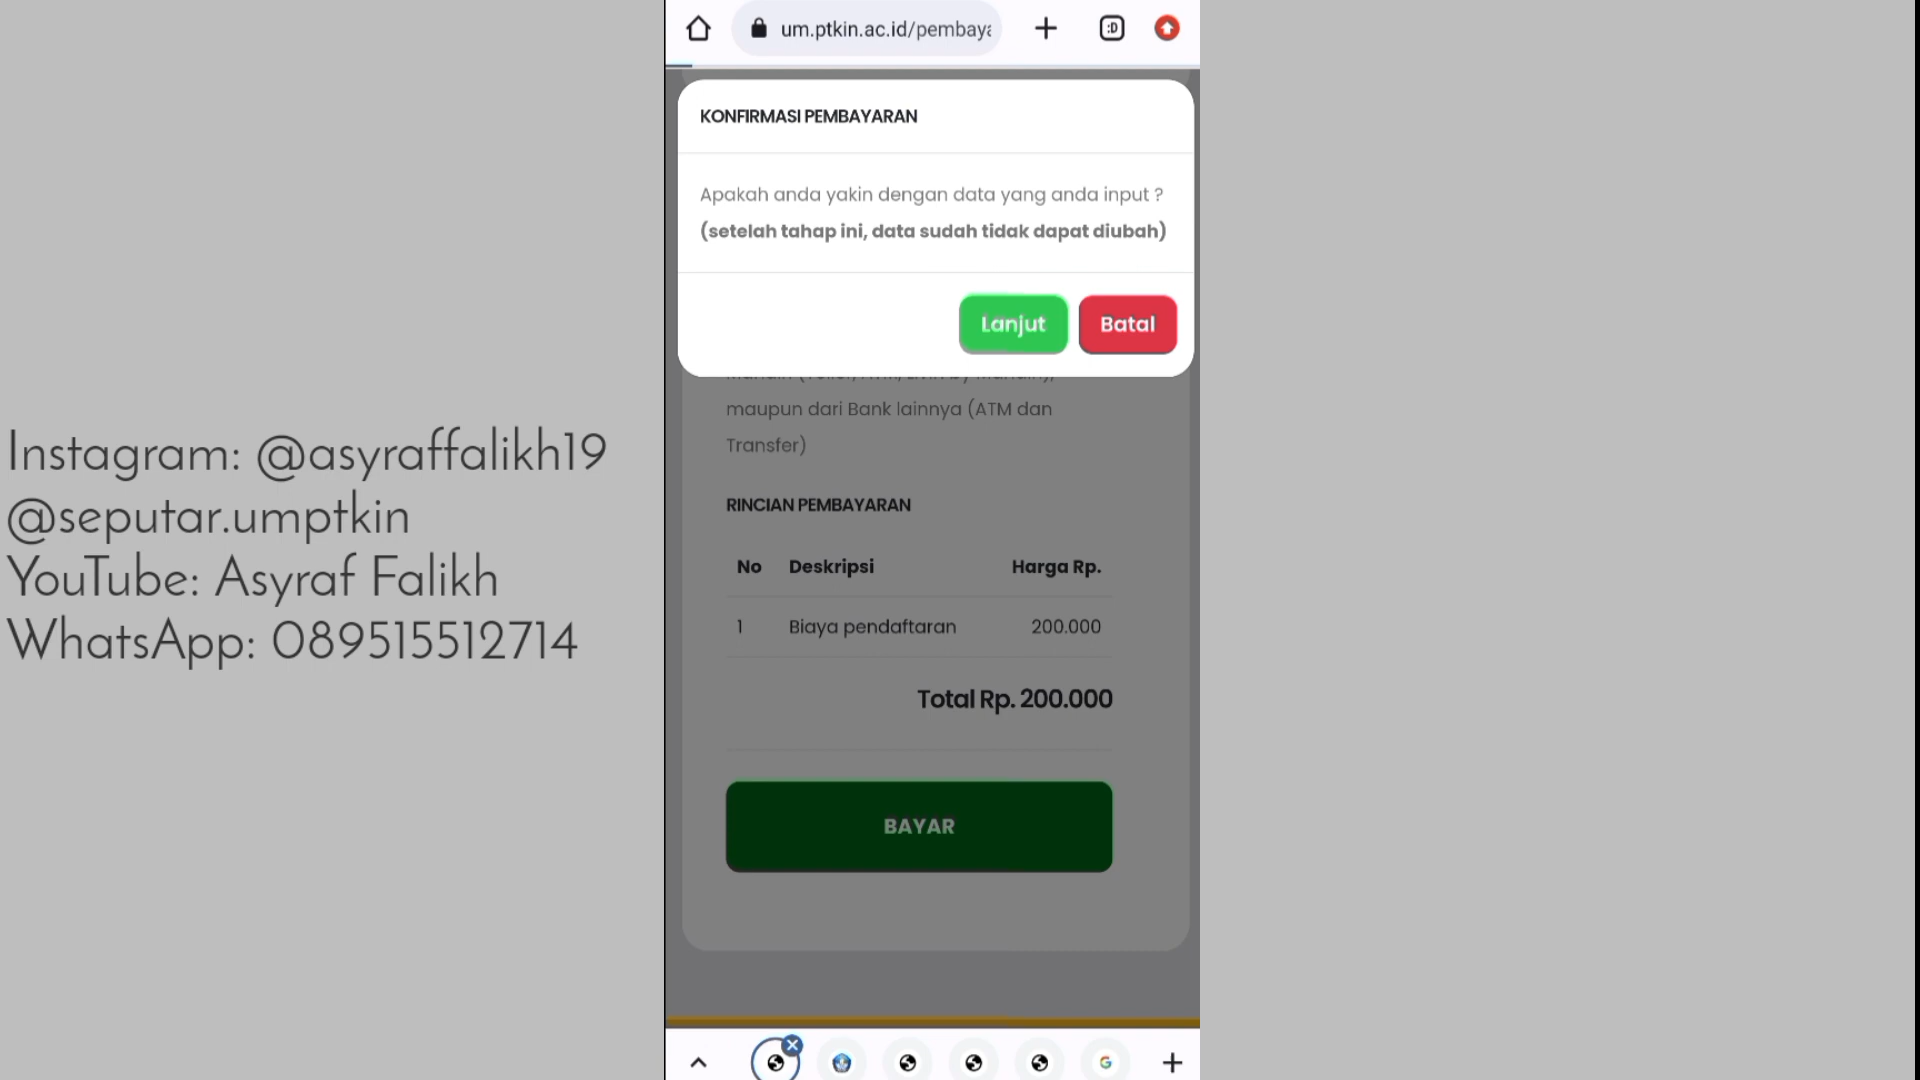 um.ptkin.ac.id/pembaya
:D
KONFIRMASI PEMBAYARAN
Apakah anda yakin dengan data yang anda input ?
(setelah tahap ini, data sudah tidak dapat diubah)
Lanjut
Batal
maupun dari Bank lainnya (ATM dan
Transfer)
RINCIAN PEMBAYARAN
No Deskripsi Harga Rp.
1 Biaya pendaftaran 200.000
Total Rp. 200.000
BAYAR
Instagram: @asyraffalikh19
@seputar.umptkin
YouTube: Asyraf Falikh
WhatsApp: 089515512714